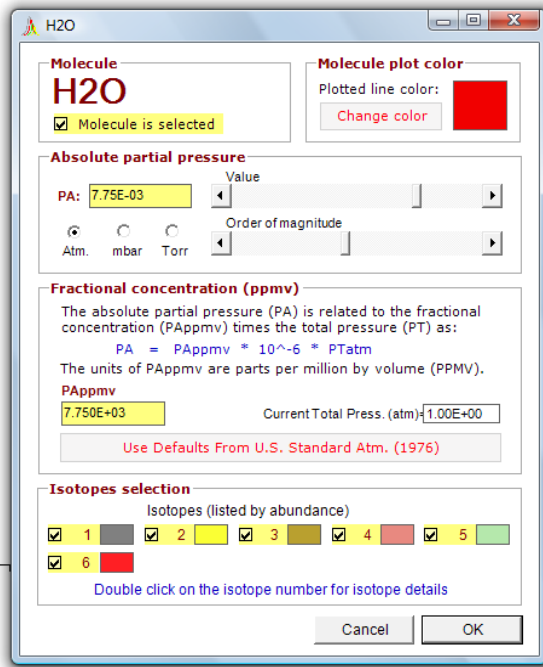 H2O
Molecule
H2O
Molecule is selected
Molecule plot color
Plotted line color:
Change color
Absolute partial pressure
PA: 7.75E-03
Value
Atm. mbar Torr
Order of magnitude
Fractional concentration (ppmv)
The absolute partial pressure (PA) is related to the fractional
concentration (PAppmv) times the total pressure (PT) as:
PA = PAppmv * 10^-6 * PTatm
The units of PAppmv are parts per million by volume (PPMV).
PAppmv
7.750E+03
Current Total Press. (atm)= 1.00E+00
Use Defaults From U.S. Standard Atm. (1976)
Isotopes selection
Isotopes (listed by abundance)
1 2 3 4 5
6
Double click on the isotope number for isotope details
Cancel OK